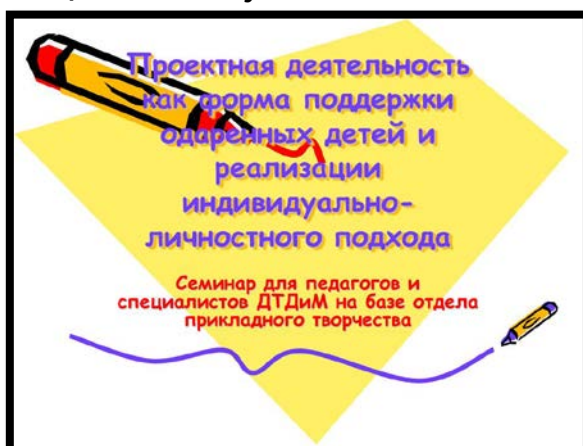 Проектная деятельность
как форма поддержки
одаренных детей и
реализации
индивидуально-
личностного подхода
Семинар для педагогов и
специалистов ДТДиМ на базе отдела
прикладного творчества